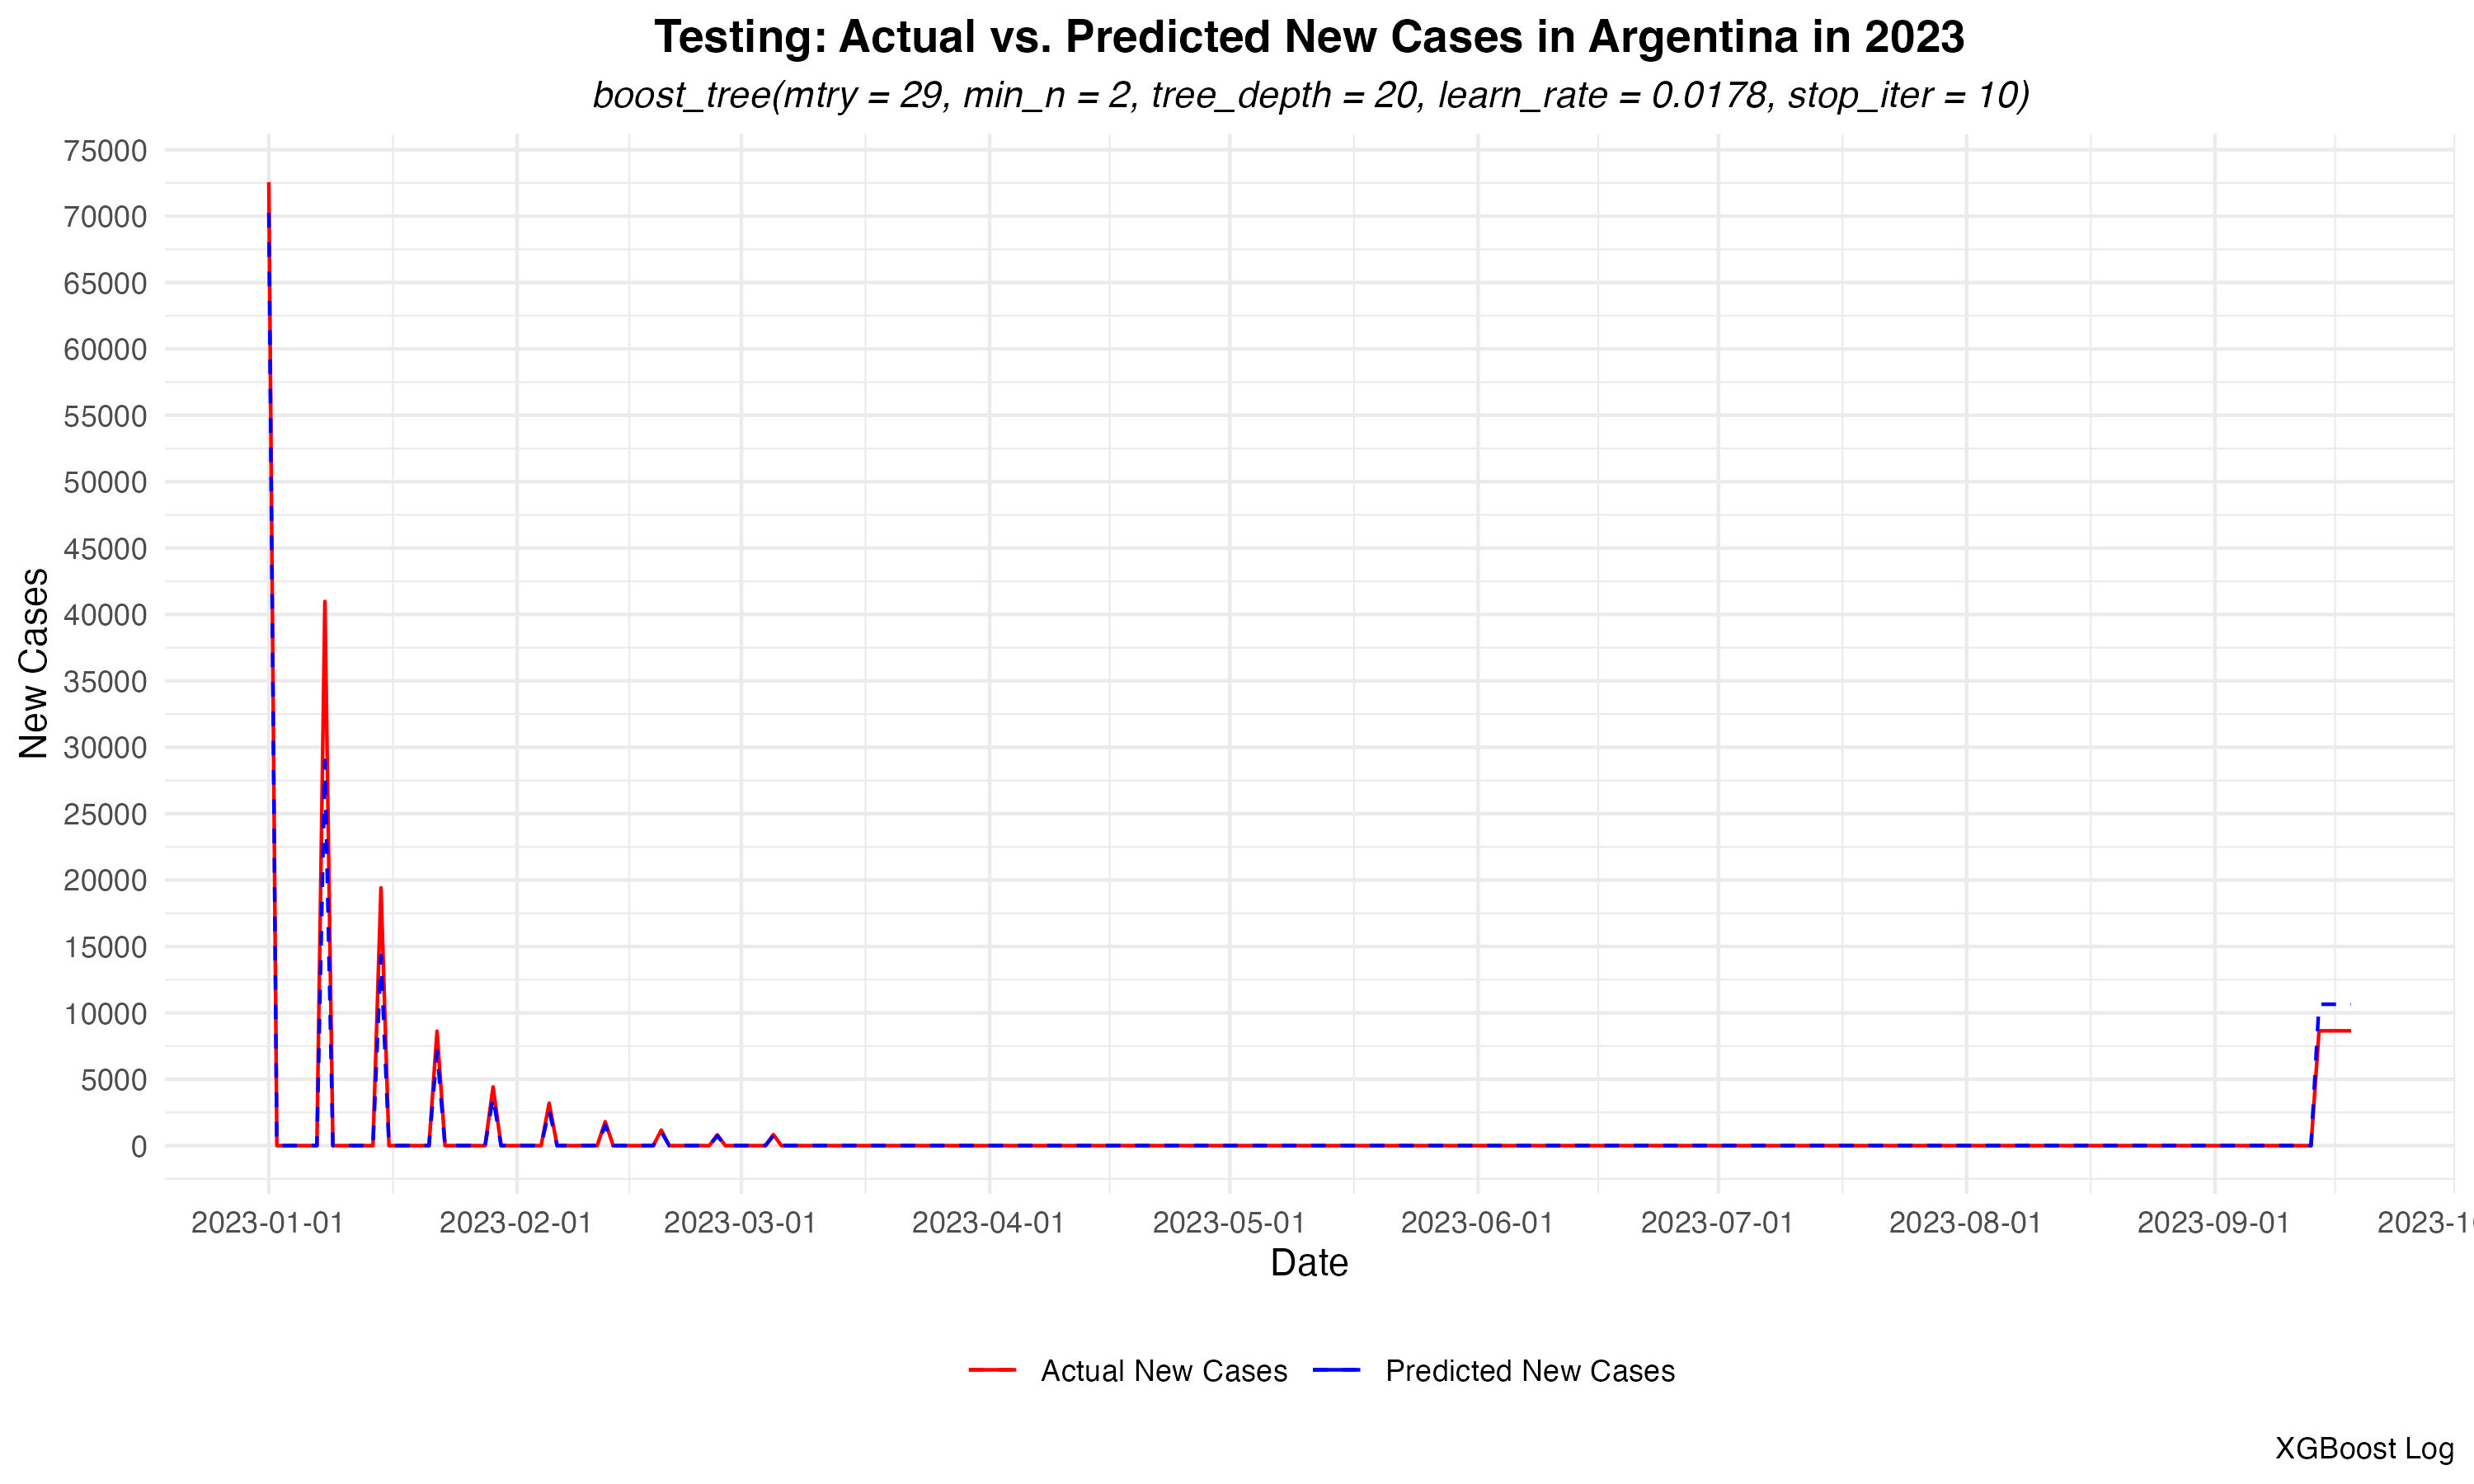 Testing: Actual vs. Predicted New Cases in Argentina in 2023
boost_tree(mtry = 29, min_n = 2, tree_depth = 20, learn_rate = 0.0178, stop_iter = 10)
75000
70000
65000
60000
55000
50000
45000
40000
35000
30000
25000
20000
15000
10000
5000
0
New Cases
2023-01-01 2023-02-01 2023-03-01 2023-04-01 2023-05-01 2023-06-01 2023-07-01 2023-08-01 2023-09-01 2023-1
Date
Actual New Cases Predicted New Cases
XGBoost Log